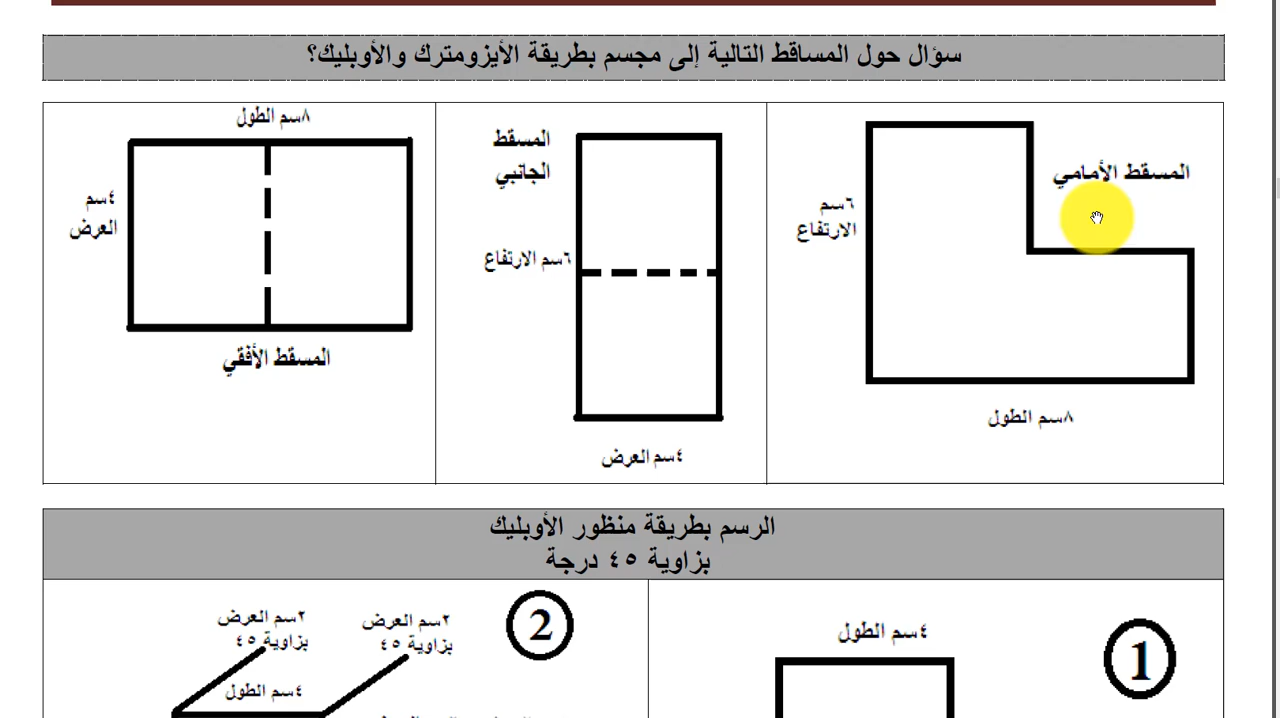 سؤال حول المساقط التالية إلى مجسم بطريقة الأيزومترك والأوبليك؟
المسقط الأمامي
٦سم
الارتفاع
٨سم الطول
المسقط
الجانبي
٦سم الارتفاع
٤سم العرض
٨سم الطول
٤سم
العرض
المسقط الأفقي
الرسم بطريقة منظور الأوبليك
بزاوية ٤٥ درجة
1
٤سم الطول
2
٢سم العرض
بزاوية ٤٥
٢سم العرض
بزاوية ٤٥
٤سم الطول